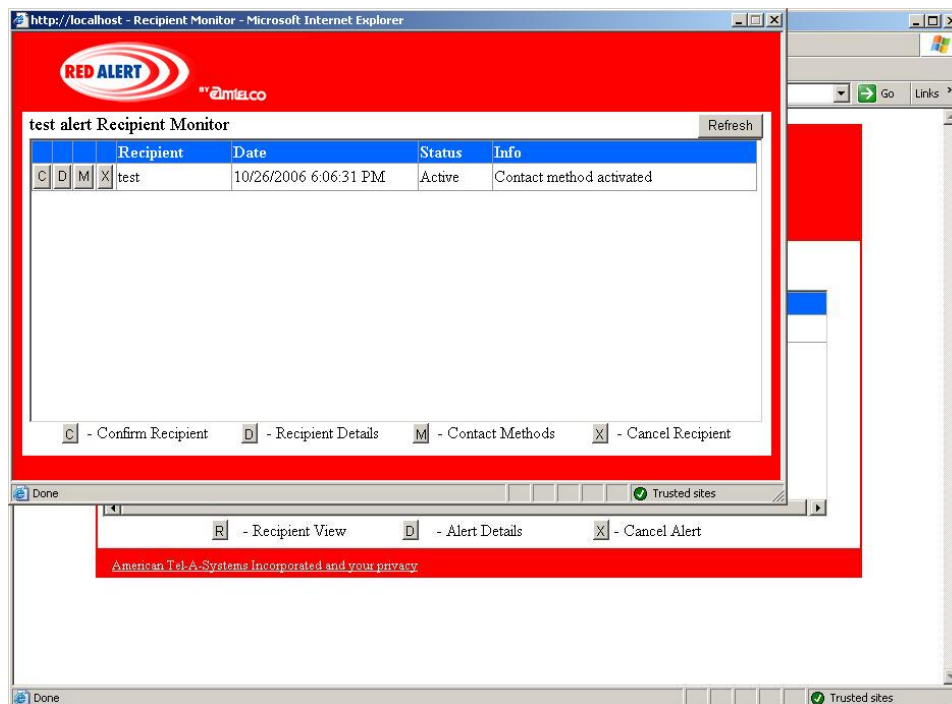 http://localhost - Recipient Monitor - Microsoft Internet Explorer
RED ALERT
BY amtelco
Go Links »
test alert Recipient Monitor
Refresh
Recipient Date Status Info
C D M X test 10/26/2006 6:06:31 PM Active Contact method activated
C - Confirm Recipient D - Recipient Details M - Contact Methods X - Cancel Recipient
Done Trusted sites
R - Recipient View D - Alert Details X - Cancel Alert
American Tel-A-Systems Incorporated and your privacy
Done Trusted sites